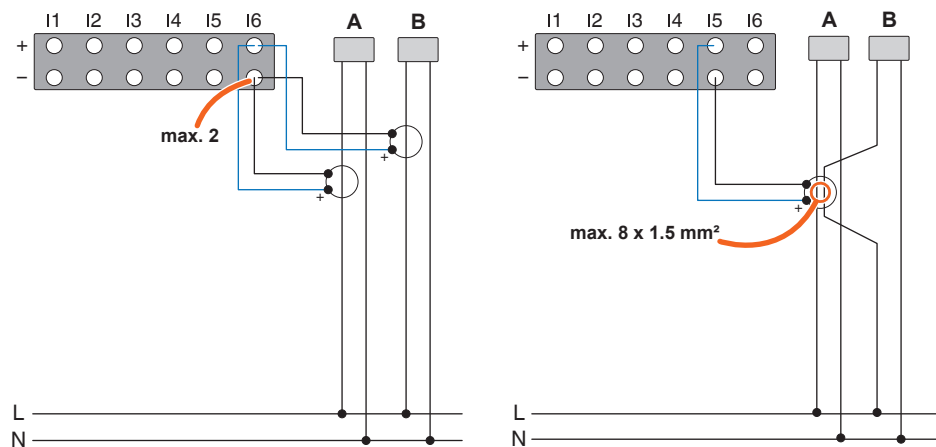 I1 I2 I3 I4 I5 I6 A B
+
−
max. 2
+
+
L
N
I1 I2 I3 I4 I5 I6 A B
+
−
+
max. 8 x 1.5 mm²
L
N